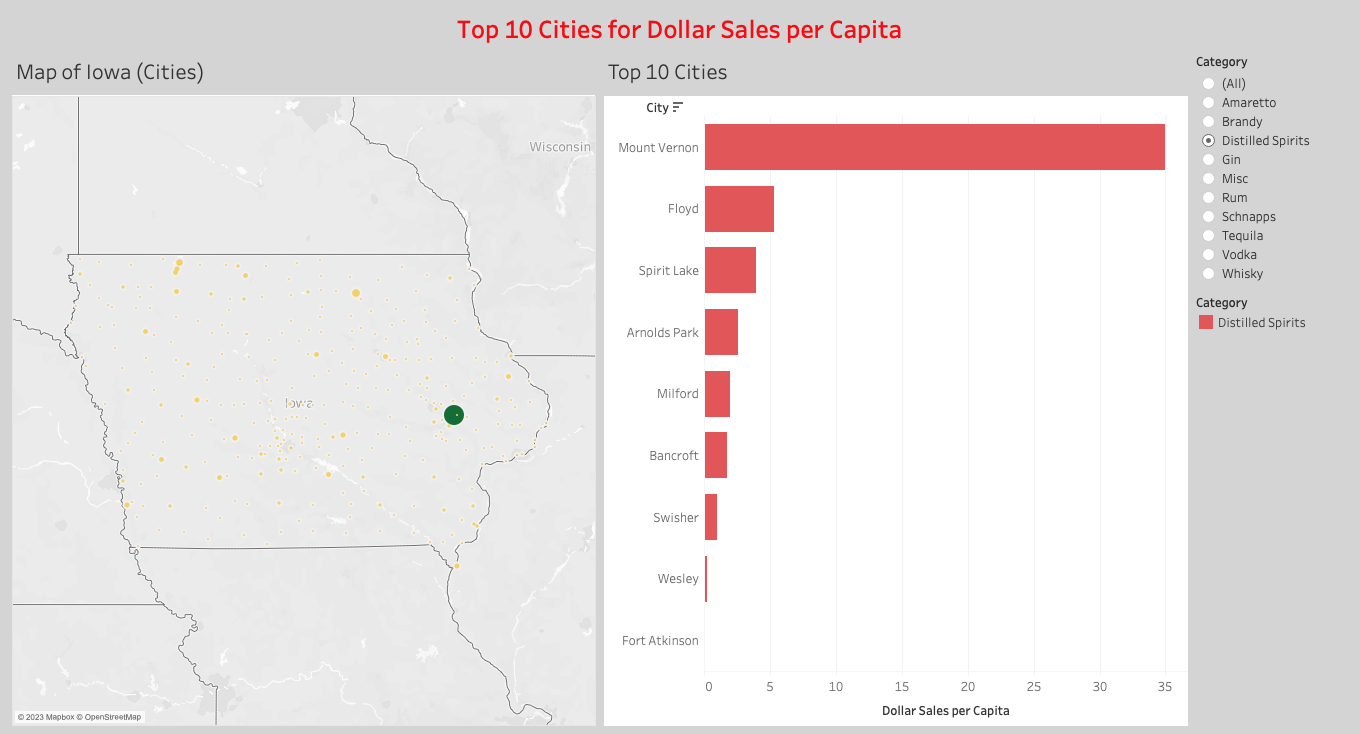 Top 10 Cities for Dollar Sales per Capita
Map of Iowa (Cities)
Wisconsin
Iowa
© 2023 Mapbox © OpenStreetMap
Top 10 Cities
City
Mount Vernon
Floyd
Spirit Lake
Arnolds Park
Milford
Bancroft
Swisher
Wesley
Fort Atkinson
0 5 10 15 20 25 30 35
Dollar Sales per Capita
Category
(All)
Amaretto
Brandy
Distilled Spirits
Gin
Misc
Rum
Schnapps
Tequila
Vodka
Whisky
Category
Distilled Spirits